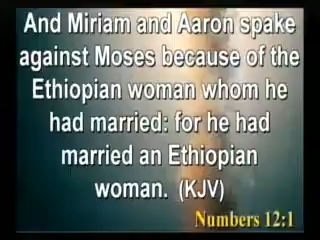 And Miriam and Aaron spake
against Moses because of the
Ethiopian woman whom he
had married: for he had
married an Ethiopian
woman. (KJV)
Numbers 12:1